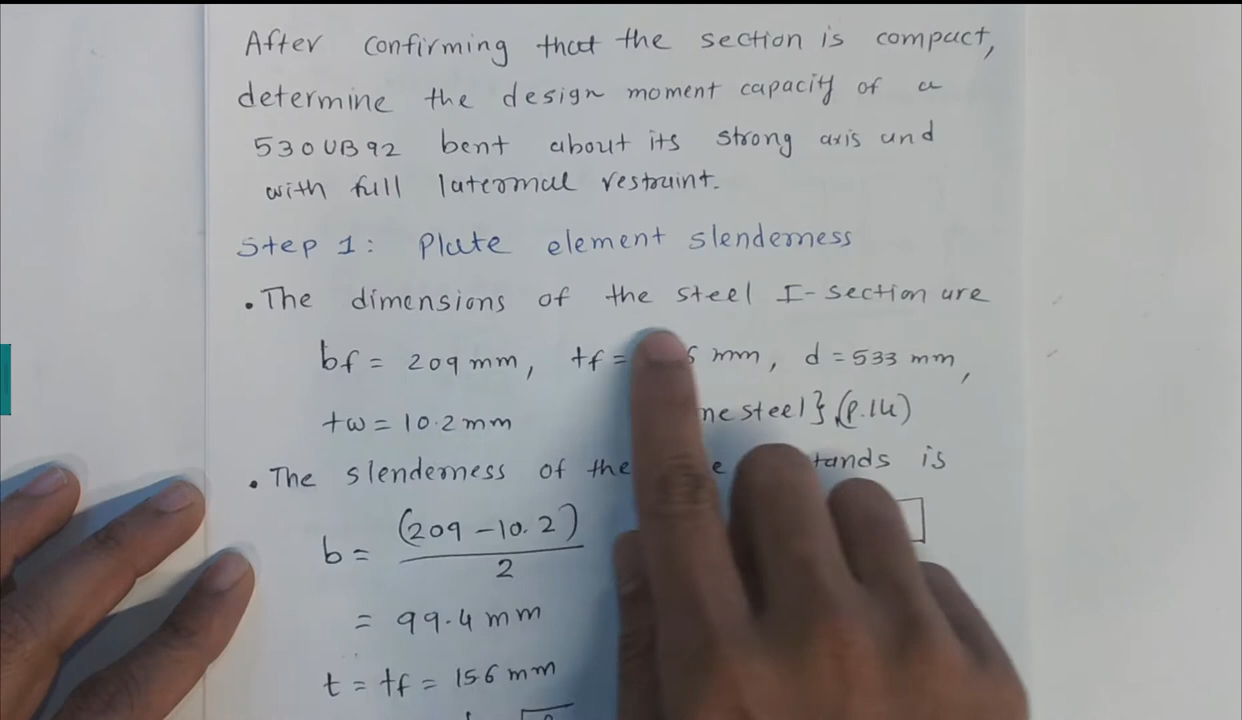 After confirming that the section is compact,
determine the design moment capacity of a
530UB92 bent about its strong axis and
with full laternal restraint.
Step 1: Plate element slenderness
• The dimensions of the steel I-section are
bf = 209 mm, tf = mm, d = 533 mm,
tw = 10.2 mm steel} (P.14)
• The slenderness of the is
b = (209 - 10.2) / 2
= 99.4 mm
t = tf = 156 mm